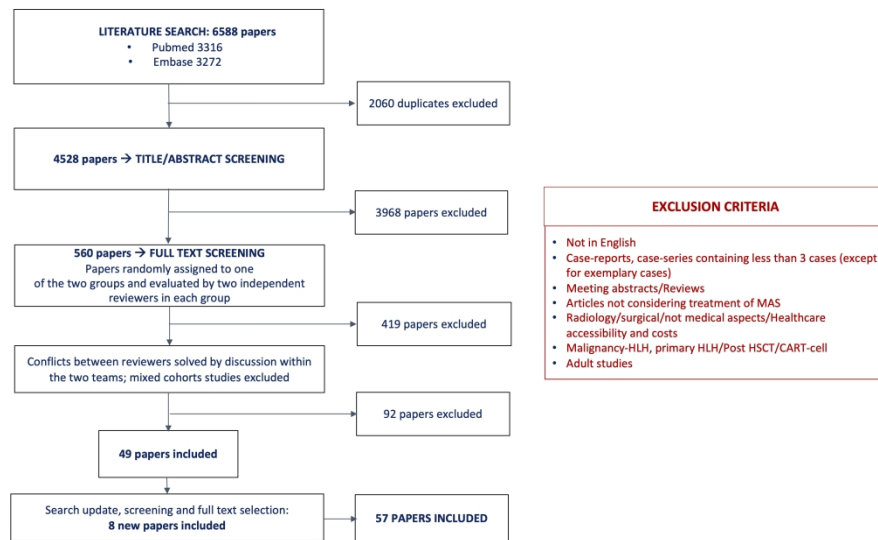 LITERATURE SEARCH: 6588 papers
• Pubmed 3316
• Embase 3272
2060 duplicates excluded
4528 papers → TITLE/ABSTRACT SCREENING
3968 papers excluded
560 papers → FULL TEXT SCREENING
Papers randomly assigned to one
of the two groups and evaluated by two independent
reviewers in each group
419 papers excluded
Conflicts between reviewers solved by discussion within
the two teams; mixed cohorts studies excluded
92 papers excluded
49 papers included
Search update, screening and full text selection:
8 new papers included
57 PAPERS INCLUDED
EXCLUSION CRITERIA
• Not in English
• Case-reports, case-series containing less than 3 cases (except
for exemplary cases)
• Meeting abstracts/Reviews
• Articles not considering treatment of MAS
• Radiology/surgical/not medical aspects/Healthcare
accessibility and costs
• Malignancy-HLH, primary HLH/Post HSCT/CART-cell
• Adult studies